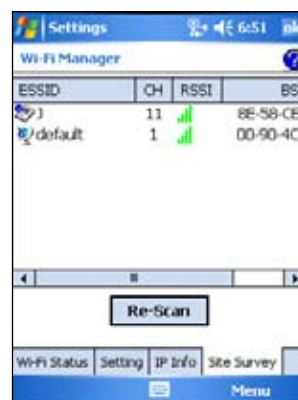 Settings 6:51 ok
Wi-Fi Manager
ESSID CH RSSI BS
) 11 8E-58-CE
default 1 00-90-4C
Re-Scan
Wi-Fi Status Setting IP Info Site Survey
Menu